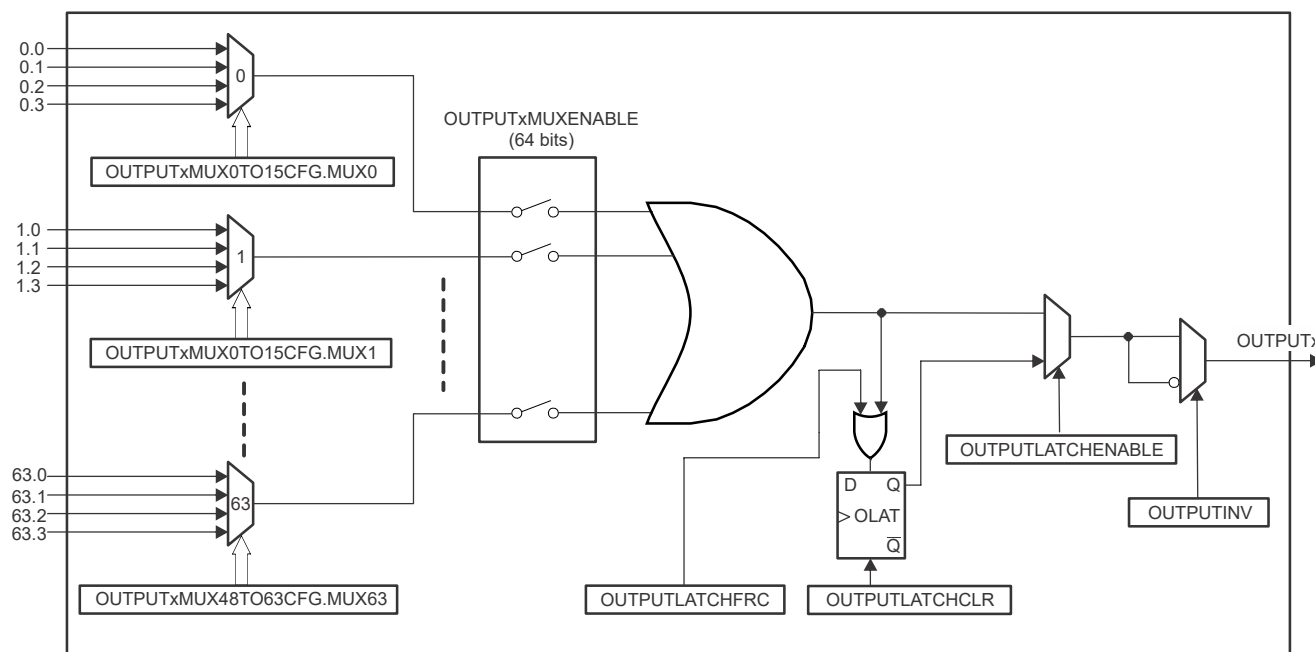 0.0
0.1
0.2
0.3
0
OUTPUTxMUX0TO15CFG.MUX0
OUTPUTxMUXENABLE
(64 bits)
1.0
1.1
1.2
1.3
1
OUTPUTxMUX0TO15CFG.MUX1
OUTPUTx
63.0
63.1
63.2
63.3
63
OUTPUTxMUX48TO63CFG.MUX63
D Q
OLAT
Q̅
OUTPUTLATCHENABLE
OUTPUTINV
OUTPUTLATCHFRC
OUTPUTLATCHCLR